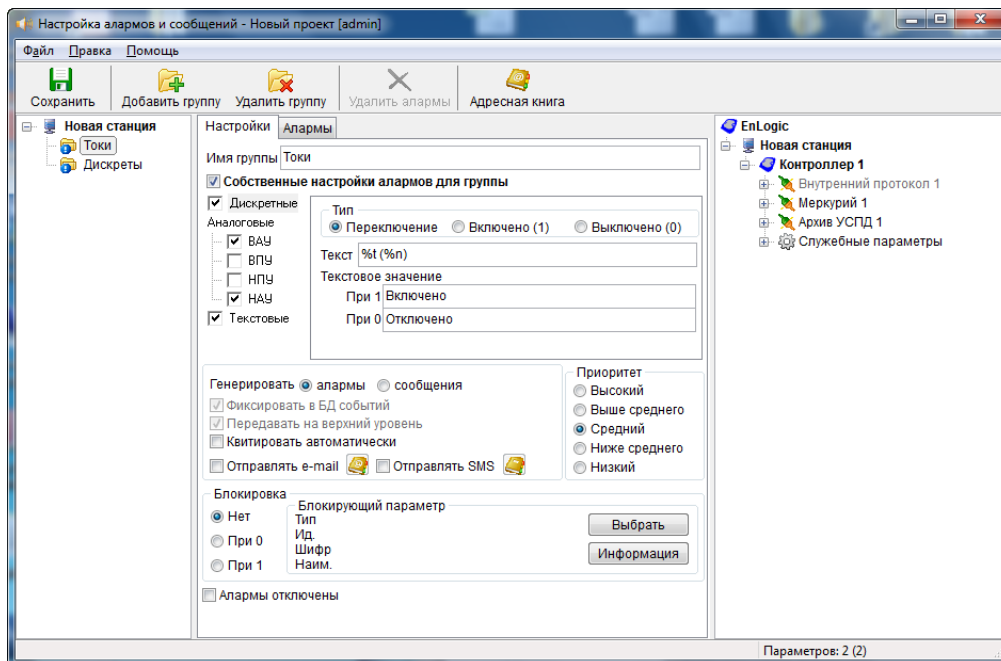 Настройка алармов и сообщений - Новый проект [admin]
Файл Правка Помощь
Сохранить Добавить группу Удалить группу Удалить алармы Адресная книга
Новая станция
Токи
Дискреты
Настройки Алармы
Имя группы Токи
Собственные настройки алармов для группы
Дискретные
Аналоговые
ВАУ
ВПУ
НПУ
НАУ
Текстовые
Тип
Переключение Включено (1) Выключено (0)
Текст %t (%n)
Текстовое значение
При 1 Включено
При 0 Отключено
Генерировать алармы сообщения
Фиксировать в БД событий
Передавать на верхний уровень
Квитировать автоматически
Отправлять e-mail Отправлять SMS
Приоритет
Высокий
Выше среднего
Средний
Ниже среднего
Низкий
Блокировка
Нет
При 0
При 1
Блокирующий параметр
Тип
Ид.
Шифр
Наим.
Выбрать
Информация
Алармы отключены
EnLogic
Новая станция
Контроллер 1
Внутренний протокол 1
Меркурий 1
Архив УСПД 1
Служебные параметры
Параметров: 2 (2)